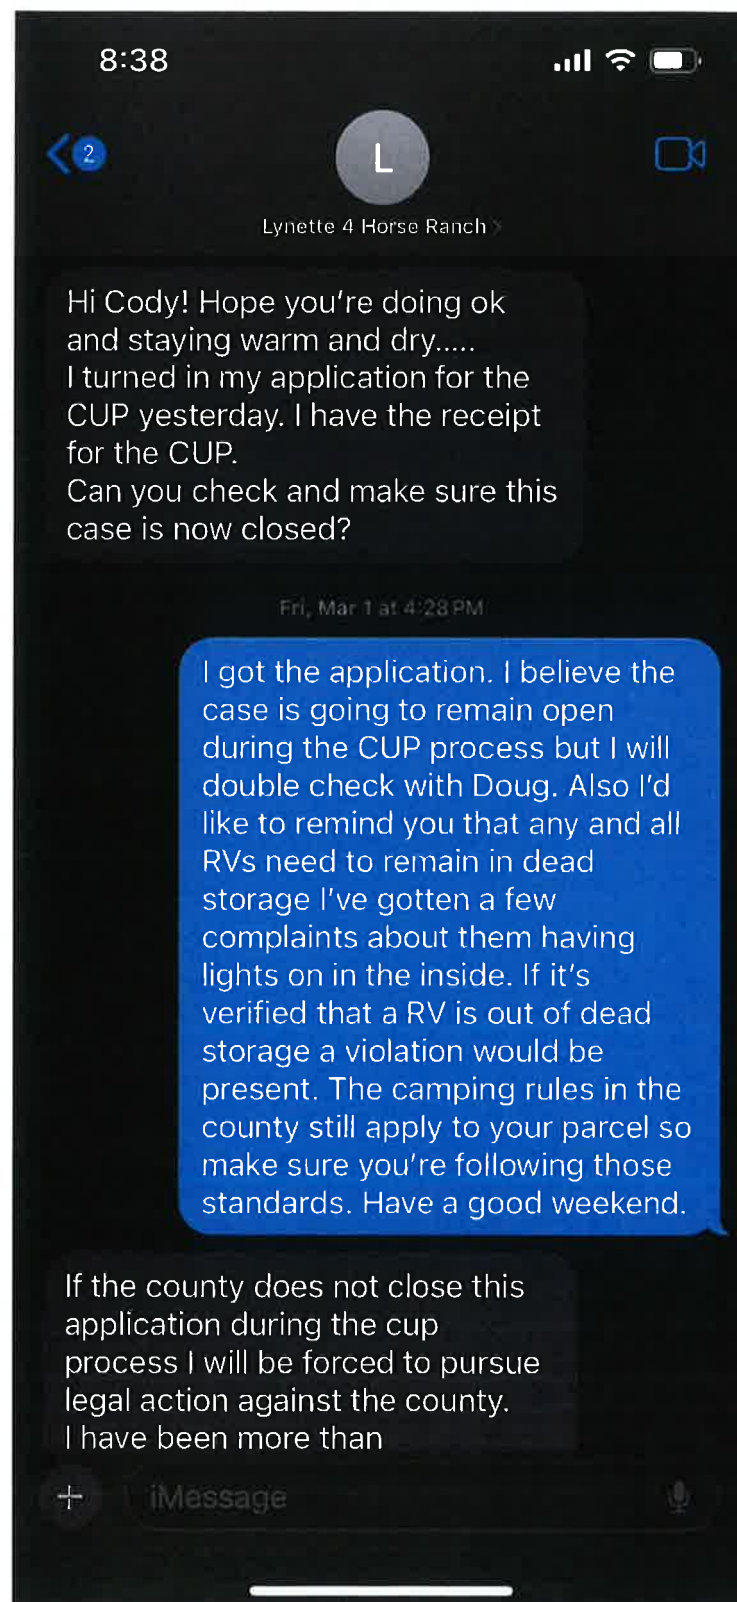 8:38
2
L
Lynette 4 Horse Ranch
Hi Cody! Hope you're doing ok
and staying warm and dry.....
I turned in my application for the
CUP yesterday. I have the receipt
for the CUP.
Can you check and make sure this
case is now closed?
Fri, Mar 1 at 4:28 PM
I got the application. I believe the
case is going to remain open
during the CUP process but I will
double check with Doug. Also I'd
like to remind you that any and all
RVs need to remain in dead
storage I've gotten a few
complaints about them having
lights on in the inside. If it's
verified that a RV is out of dead
storage a violation would be
present. The camping rules in the
county still apply to your parcel so
make sure you're following those
standards. Have a good weekend.
If the county does not close this
application during the cup
process I will be forced to pursue
legal action against the county.
I have been more than
iMessage